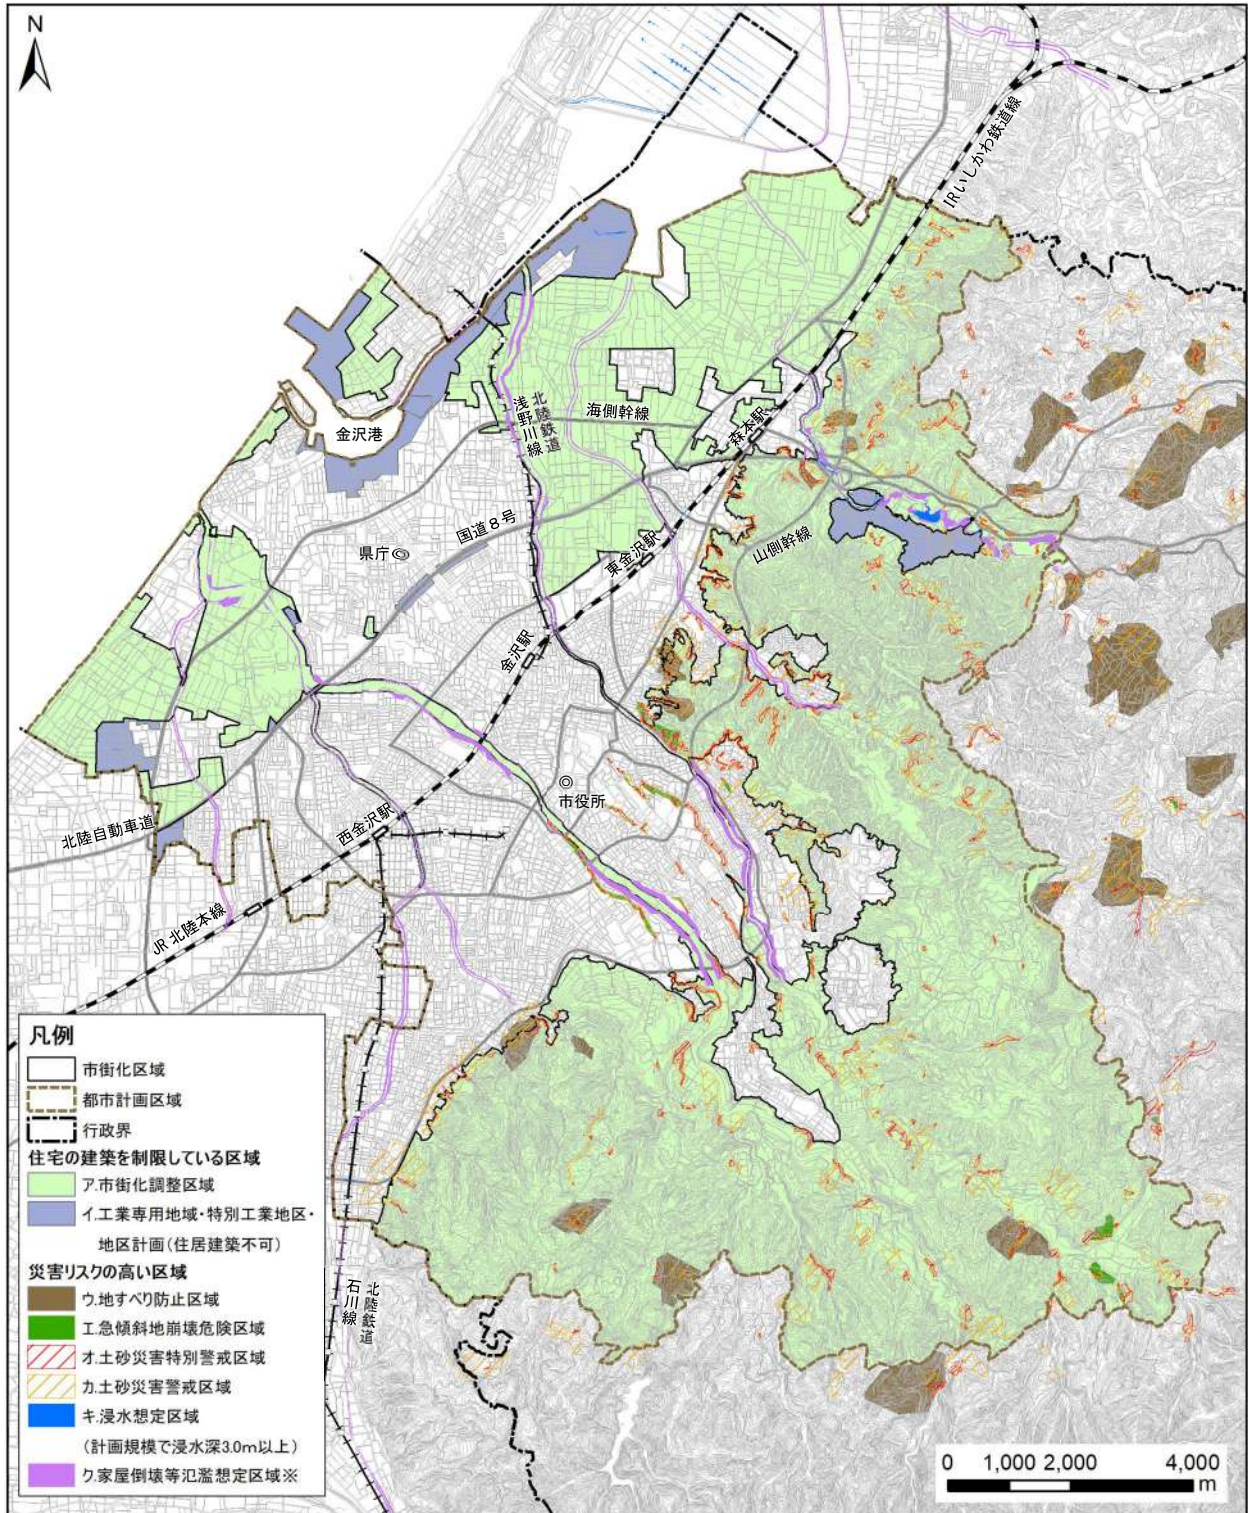 N
IRいしかわ鉄道線
金沢港
北陸鉄道
浅野川線
海側幹線
森本駅
国道8号
県庁
東金沢駅
山側幹線
金沢駅
市役所
北陸自動車道
西金沢駅
JR北陸本線
北陸鉄道
石川線
凡例
市街化区域
都市計画区域
行政界
住宅の建築を制限している区域
ア.市街化調整区域
イ.工業専用地域・特別工業地区・
地区計画(住居建築不可)
災害リスクの高い区域
ウ.地すべり防止区域
エ.急傾斜地崩壊危険区域
オ.土砂災害特別警戒区域
カ.土砂災害警戒区域
キ.浸水想定区域
(計画規模で浸水深3.0m以上)
ク.家屋倒壊等氾濫想定区域※
0 1,000 2,000 4,000
m